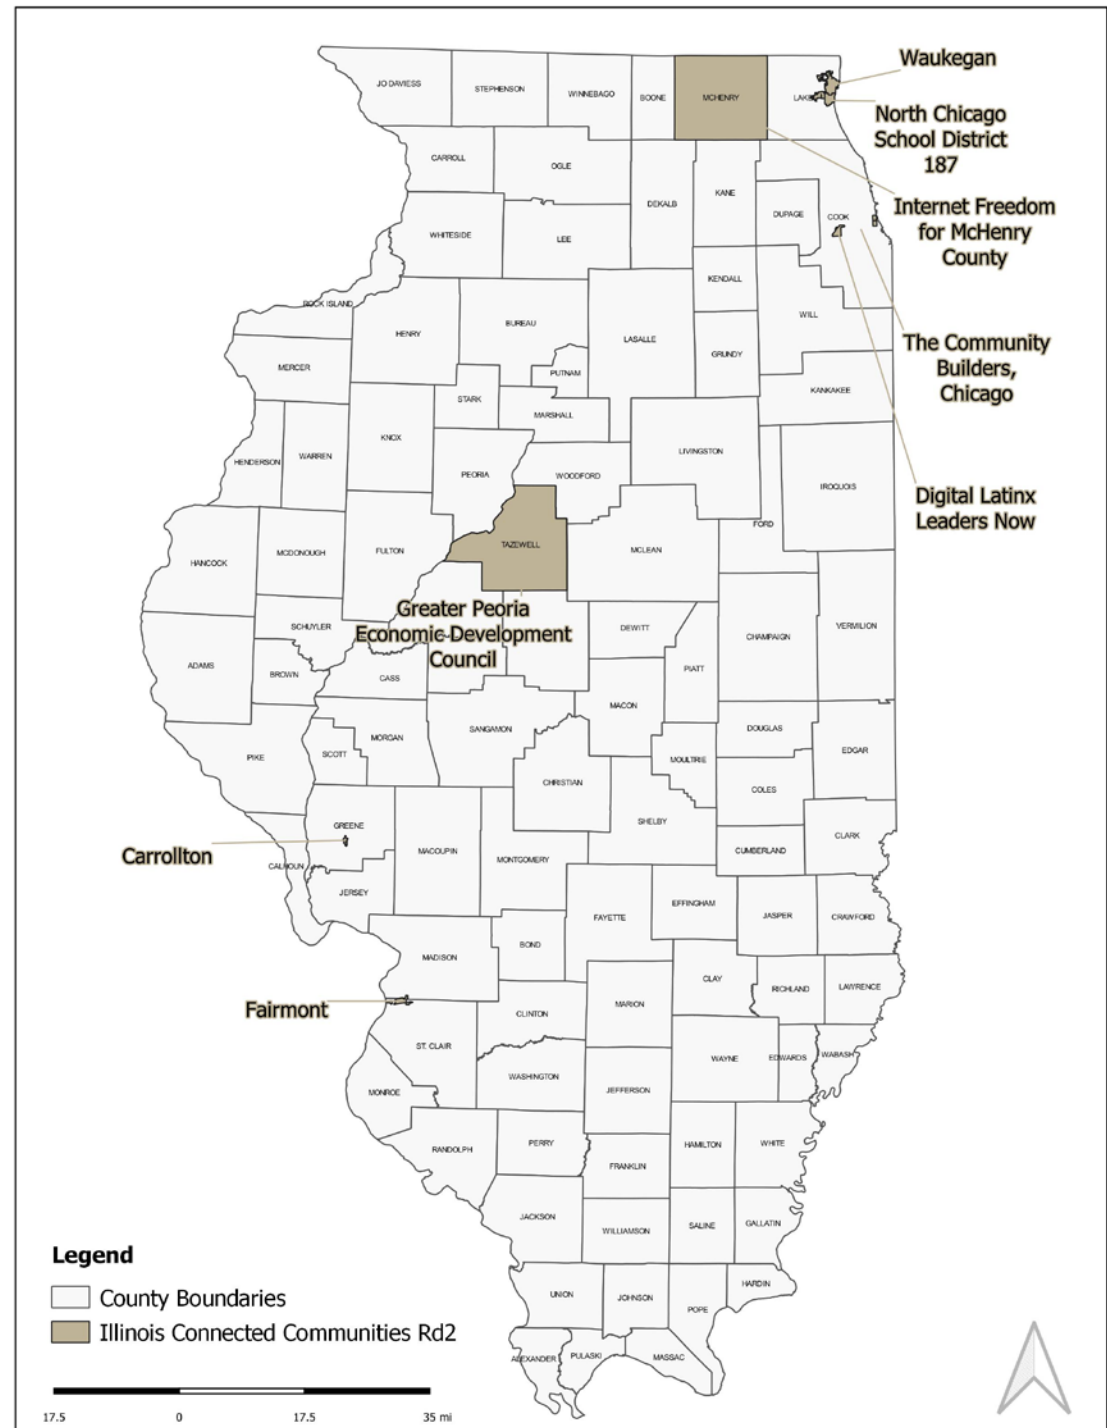 Waukegan
North Chicago
School District
187
Internet Freedom
for McHenry
County
The Community
Builders,
Chicago
Digital Latinx
Leaders Now
Greater Peoria
Economic Development
Council
Carrollton
Fairmont
JO DAVIESS
STEPHENSON
WINNEBAGO
BOONE
MCHENRY
LAKE
CARROLL
OGLE
DEKALB
KANE
DUPAGE
COOK
WHITESIDE
LEE
KENDALL
ROCK ISLAND
HENRY
BUREAU
LASALLE
GRUNDY
WILL
MERCER
PUTNAM
KANKAKEE
STARK
MARSHALL
KNOX
HENDERSON
WARREN
PEORIA
WOODFORD
LIVINGSTON
IROQUOIS
FORD
HANCOCK
MCDONOUGH
FULTON
TAZEWELL
MCLEAN
SCHUYLER
DEWITT
CHAMPAIGN
VERMILION
ADAMS
BROWN
CASS
PIATT
MACON
PIKE
SCOTT
MORGAN
SANGAMON
DOUGLAS
EDGAR
MOULTRIE
CHRISTIAN
COLES
SHELBY
GREENE
MACOUPIN
MONTGOMERY
CUMBERLAND
CLARK
CALHOUN
JERSEY
FAYETTE
EFFINGHAM
JASPER
CRAWFORD
BOND
MADISON
CLAY
RICHLAND
LAWRENCE
MARION
CLINTON
ST. CLAIR
WAYNE
EDWARDS
WABASH
WASHINGTON
JEFFERSON
MONROE
RANDOLPH
PERRY
HAMILTON
WHITE
FRANKLIN
JACKSON
WILLIAMSON
SALINE
GALLATIN
UNION
JOHNSON
POPE
HARDIN
ALEXANDER
PULASKI
MASSAC
Legend
County Boundaries
Illinois Connected Communities Rd2
17.5 0 17.5 35 mi